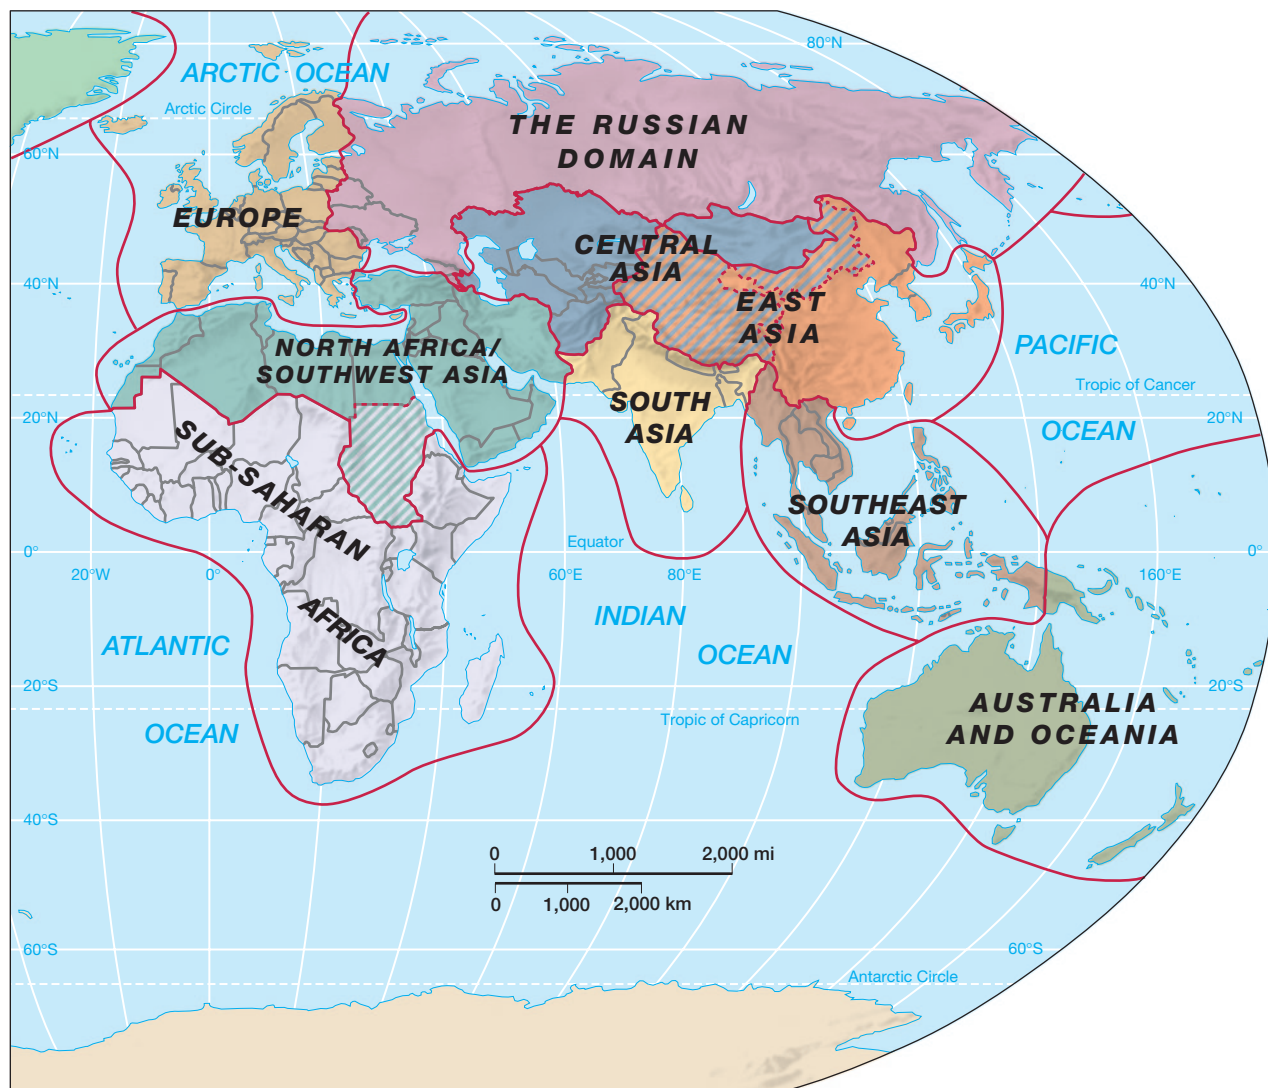 80°N
ARCTIC OCEAN
Arctic Circle
THE RUSSIAN
DOMAIN
60°N
EUROPE
CENTRAL
ASIA
40°N
40°N
EAST
ASIA
NORTH AFRICA/
SOUTHWEST ASIA
PACIFIC
Tropic of Cancer
20°N
20°N
SOUTH
ASIA
OCEAN
SUB-SAHARAN
SOUTHEAST
ASIA
0°
Equator
0°
20°W
0°
60°E
80°E
160°E
AFRICA
INDIAN
ATLANTIC
OCEAN
20°S
20°S
AUSTRALIA
AND OCEANIA
Tropic of Capricorn
OCEAN
40°S
0
1,000
2,000 mi
0
1,000
2,000 km
60°S
60°S
Antarctic Circle